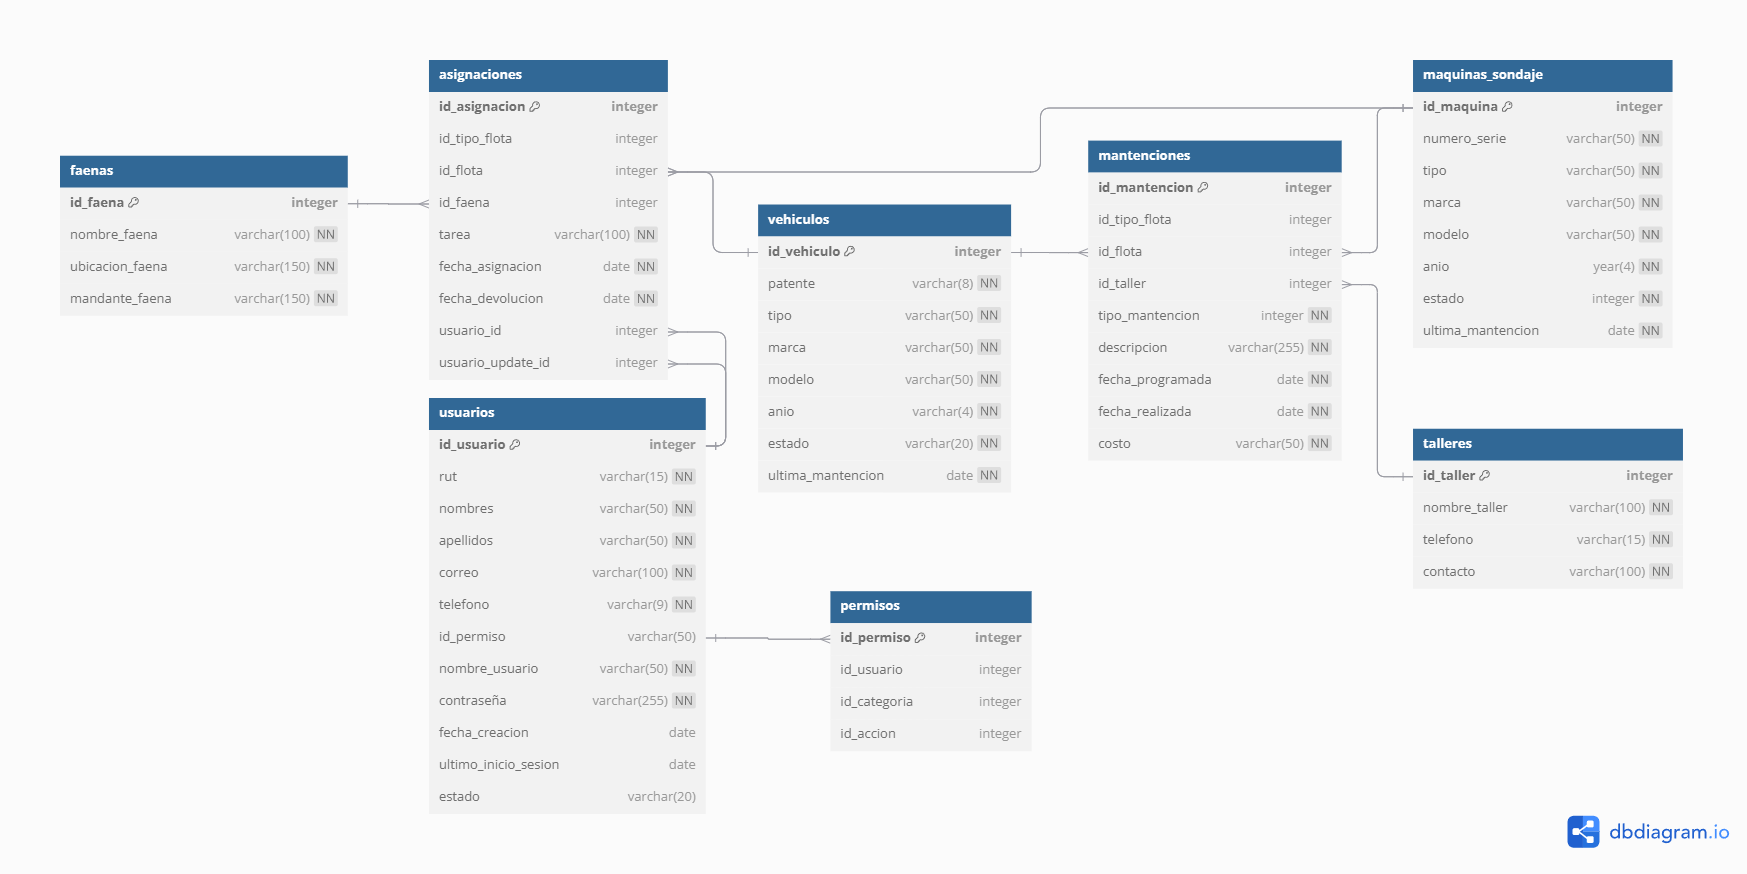 faenas
id_faena integer
nombre_faena varchar(100) NN
ubicacion_faena varchar(150) NN
mandante_faena varchar(150) NN
asignaciones
id_asignacion integer
id_tipo_flota integer
id_flota integer
id_faena integer
tarea varchar(100) NN
fecha_asignacion date NN
fecha_devolucion date NN
usuario_id integer
usuario_update_id integer
usuarios
id_usuario integer
rut varchar(15) NN
nombres varchar(50) NN
apellidos varchar(50) NN
correo varchar(100) NN
telefono varchar(9) NN
id_permiso varchar(50)
nombre_usuario varchar(50) NN
contraseña varchar(255) NN
fecha_creacion date
ultimo_inicio_sesion date
estado varchar(20)
vehiculos
id_vehiculo integer
patente varchar(8) NN
tipo varchar(50) NN
marca varchar(50) NN
modelo varchar(50) NN
anio varchar(4) NN
estado varchar(20) NN
ultima_mantencion date NN
permisos
id_permiso integer
id_usuario integer
id_categoria integer
id_accion integer
mantenciones
id_mantencion integer
id_tipo_flota integer
id_flota integer
id_taller integer
tipo_mantencion integer NN
descripcion varchar(255) NN
fecha_programada date NN
fecha_realizada date NN
costo varchar(50) NN
maquinas_sondaje
id_maquina integer
numero_serie varchar(50) NN
tipo varchar(50) NN
marca varchar(50) NN
modelo varchar(50) NN
anio year(4) NN
estado integer NN
ultima_mantencion date NN
talleres
id_taller integer
nombre_taller varchar(100) NN
telefono varchar(15) NN
contacto varchar(100) NN
dbdiagram.io